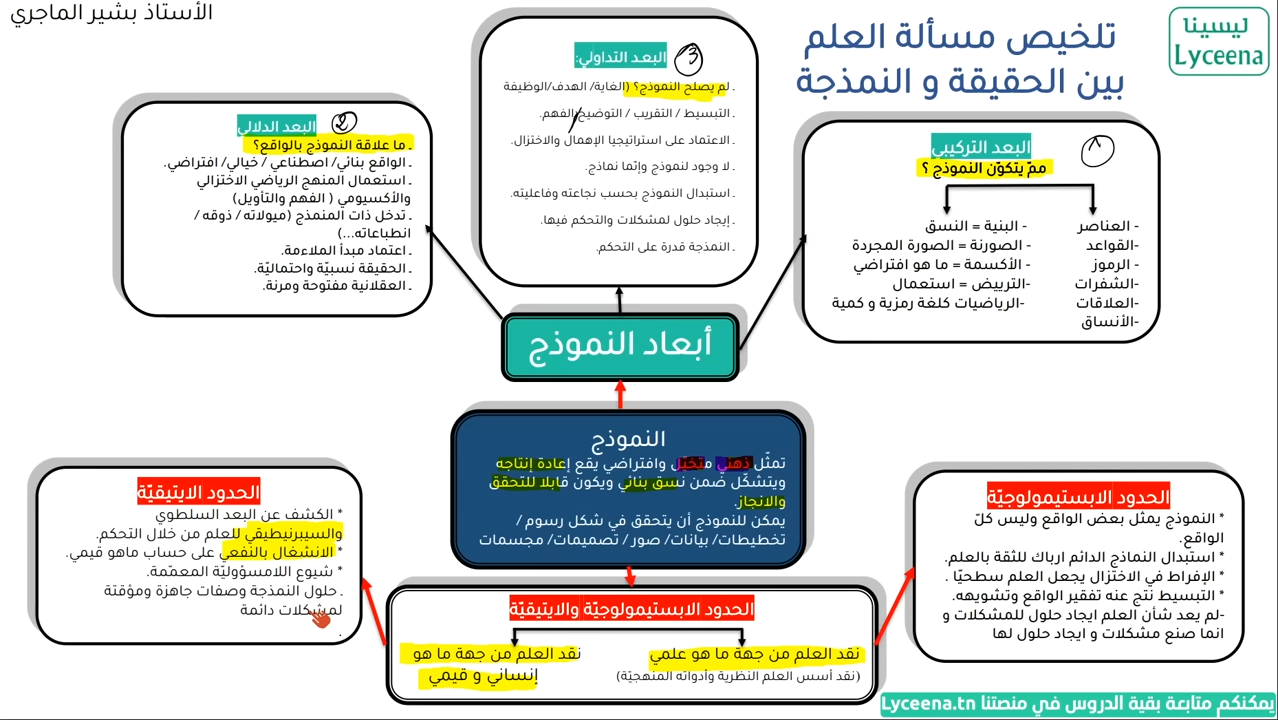 الأستاذ بشير الماجري
ليسينا
Lyceena
تلخيص مسألة العلم
بين الحقيقة و النمذجة
1
البعد التركيبي
ممّ يتكوّن النموذج ؟
- العناصر
-القواعد
- الرموز
-الشفرات
-العلاقات
-الأنساق
- البنية = النسق
- الصورنة = الصورة المجردة
- الأكسمة = ما هو افتراضي
-الترييض = استعمال
-الرياضيات كلغة رمزية و كمية
3
البعد التداولي:
. لم يصلح النموذج؟ (الغاية/ الهدف/الوظيفة
. التبسيط / التقريب / التوضيح/الفهم.
. الاعتماد على استراتيجيا الإهمال والاختزال.
. لا وجود لنموذج وإنّما نماذج.
. استبدال النموذج بحسب نجاعته وفاعليته.
. إيجاد حلول لمشكلات والتحكم فيها.
. النمذجة قدرة على التحكم.
2
البعد الدلالي
. ما علاقة النموذج بالواقع؟
. الواقع بنائي/ اصطناعي / خيالي/ افتراضي.
. استعمال المنهج الرياضي الاختزالي
والأكسيومي ( الفهم والتأويل)
. تدخل ذات المنمذج (ميولاته / ذوقه /
انطباعاته...)
. اعتماد مبدأ الملاءمة.
. الحقيقة نسبيّة واحتماليّة.
. العقلانية مفتوحة ومرنة.
أبعاد النموذج
النموذج
تمثّل ذهني متخيّل وافتراضي يقع إعادة إنتاجه
ويتشكّل ضمن نسق بنائي ويكون قابلا للتحقق
والانجاز.
يمكن للنموذج أن يتحقق في شكل رسوم /
تخطيطات/ بيانات/ صور / تصميمات/ مجسمات
الحدود الابستيمولوجيّة
* النموذج يمثل بعض الواقع وليس كلّ
الواقع.
* استبدال النماذج الدائم ارباك للثقة بالعلم.
* الإفراط في الاختزال يجعل العلم سطحيّا .
* التبسيط نتج عنه تفقير الواقع وتشويهه.
-لم يعد شأن العلم ايجاد حلول للمشكلات و
انما صنع مشكلات و ايجاد حلول لها
الحدود الايتيقيّة
* الكشف عن البعد السلطوي
والسيبرنيطيقي للعلم من خلال التحكم.
* الانشغال بالنفعي على حساب ماهو قيمي.
* شيوع اللامسؤوليّة المعمّمة.
. حلول النمذجة وصفات جاهزة ومؤقتة
لمشكلات دائمة
.
الحدود الابستيمولوجيّة والايتيقيّة
نقد العلم من جهة ما هو علمي
(نقد أسس العلم النظرية وأدواته المنهجيّة)
نقد العلم من جهة ما هو
إنساني و قيمي
يمكنكم متابعة بقية الدروس في منصتنا Lyceena.tn